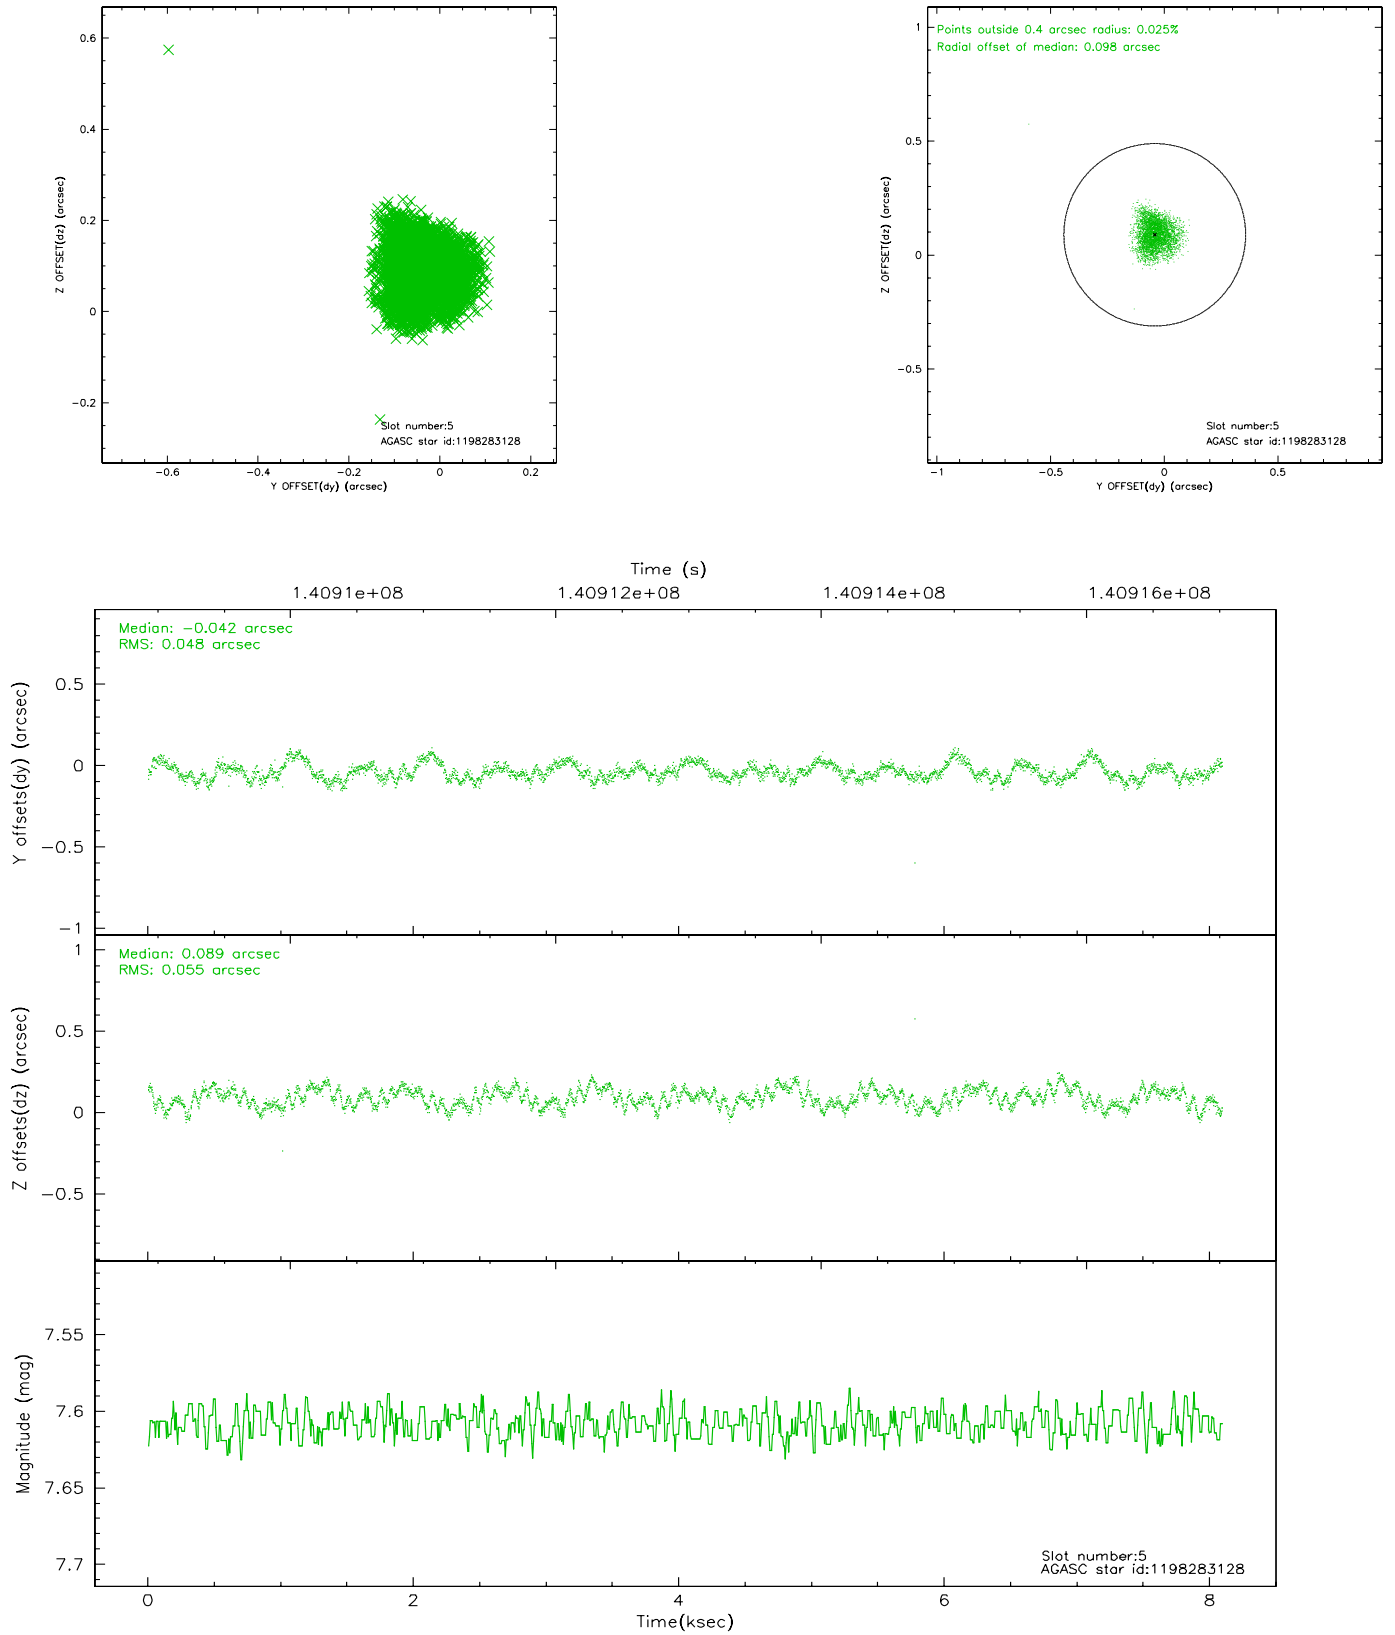 0.6
0.4
0.2
0
−0.2
Z OFFSET(dz) (arcsec)
−0.6
−0.4
−0.2
0
0.2
Y OFFSET(dy) (arcsec)
Slot number:5
AGASC star id:1198283128
Points outside 0.4 arcsec radius: 0.025%
Radial offset of median: 0.098 arcsec
1
0.5
0
−0.5
Z OFFSET(dz) (arcsec)
−1
−0.5
0
0.5
Y OFFSET(dy) (arcsec)
Slot number:5
AGASC star id:1198283128
Time (s)
1.4091e+08
1.40912e+08
1.40914e+08
1.40916e+08
Median: −0.042 arcsec
RMS: 0.048 arcsec
0.5
0
−0.5
−1
Y offsets(dy) (arcsec)
Median: 0.089 arcsec
RMS: 0.055 arcsec
1
0.5
0
−0.5
Z offsets(dz) (arcsec)
7.55
7.6
7.65
7.7
Magnitude (mag)
Slot number:5
AGASC star id:1198283128
0
2
4
6
8
Time(ksec)